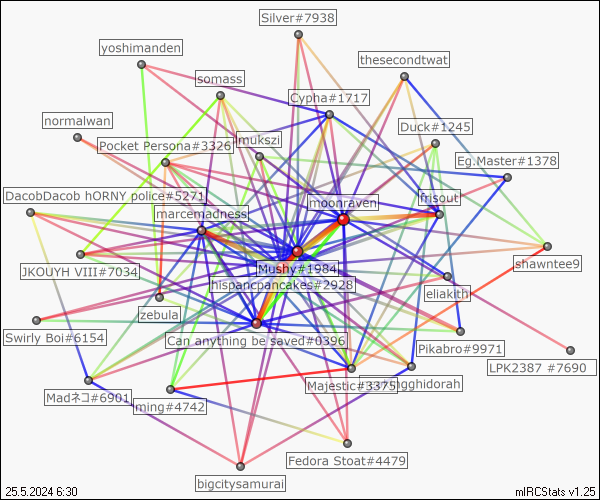 Silver#7938
yoshimanden
thesecondtwat
somass
Cypha#1717
normalwan
Duck#1245
Pocket Persona#3326
mukszi
Eg.Master#1378
DacobDacob hORNY police#5271
moonraven
frisout
marcemadness
shawntee9
JKOUYH VIII#7034
Mushy#1984
hispancpancakes#2928
eliakith
zebula
Swirly Boi#6154
Can anything be saved#0396
Pikabro#9971
LPK2387 #7690
Madネコ#6901
Majestic#3375
gghidorah
ming#4742
Fedora Stoat#4479
bigcitysamurai
25.5.2024 6:30
mIRCStats v1.25